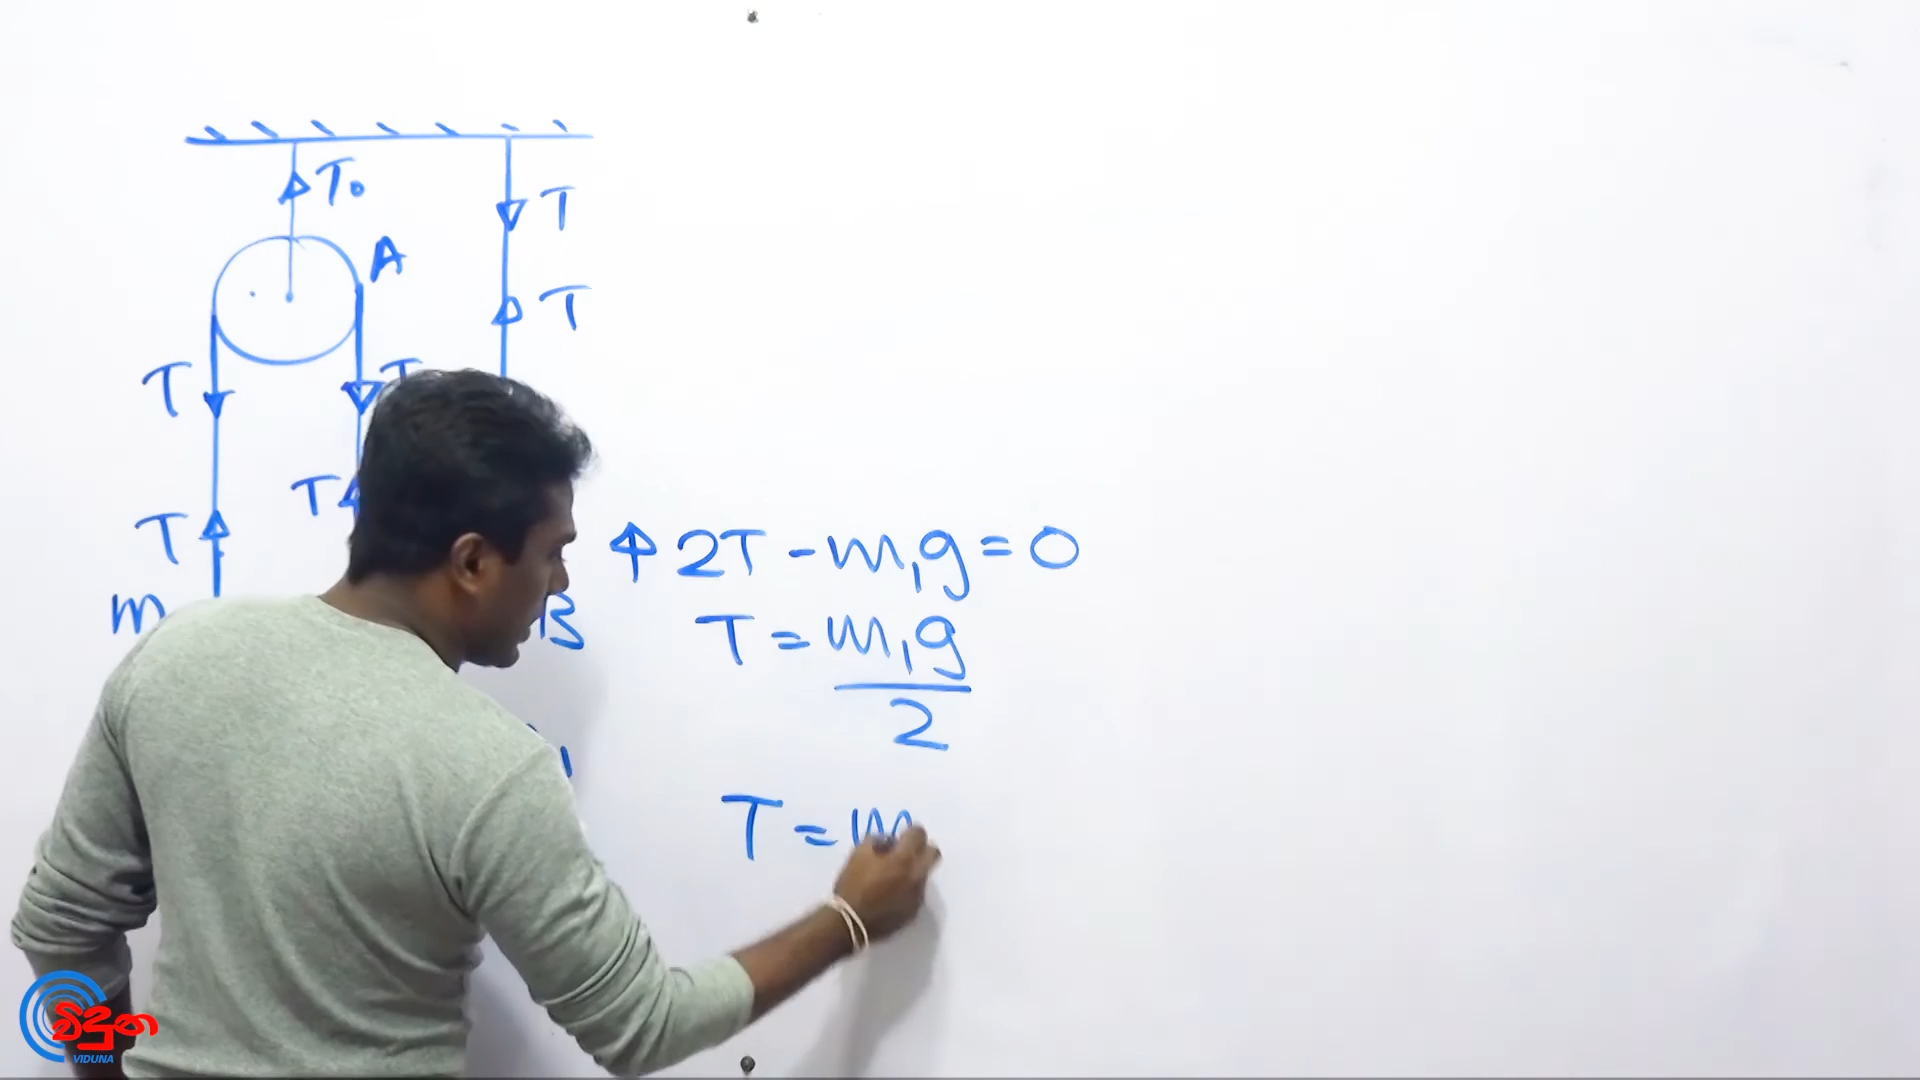 T₀
T
A
T
T
T
T
T
m
B
↑ 2T - m₁g = 0
T = m₁g
2
T = m
විදුන
VIDUNA